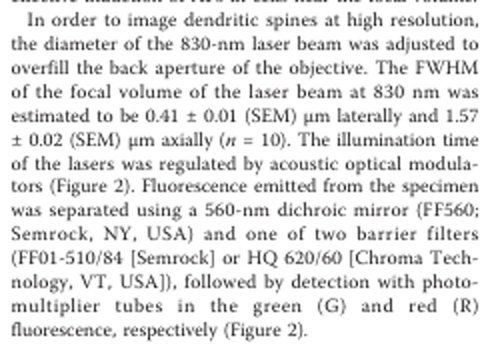 In order to image dendritic spines at high resolution,
the diameter of the 830-nm laser beam was adjusted to
overfill the back aperture of the objective. The FWHM
of the focal volume of the laser beam at 830 nm was
estimated to be 0.41 ± 0.01 (SEM) μm laterally and 1.57
± 0.02 (SEM) μm axially (n = 10). The illumination time
of the lasers was regulated by acoustic optical modula-
tors (Figure 2). Fluorescence emitted from the specimen
was separated using a 560-nm dichroic mirror (FF560;
Semrock, NY, USA) and one of two barrier filters
(FF01-510/84 [Semrock] or HQ 620/60 [Chroma Tech-
nology, VT, USA]), followed by detection with photo-
multiplier tubes in the green (G) and red (R)
fluorescence, respectively (Figure 2).